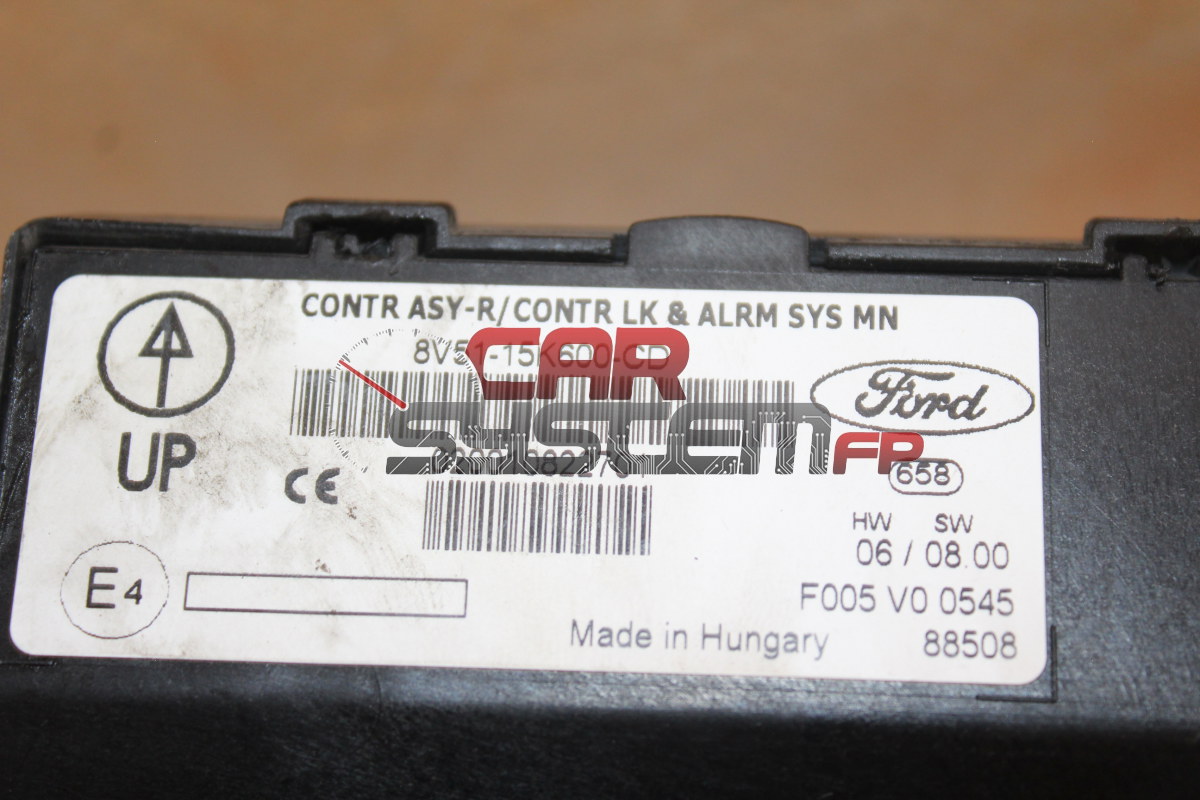 CONTR ASY-R/CONTR LK & ALRM SYS MN
8V51-15K600-CD
CAR
SYSTEM FP
Ford
UP
CE
658
HW SW
06 / 08.00
E4
F005 V0 0545
Made in Hungary
88508